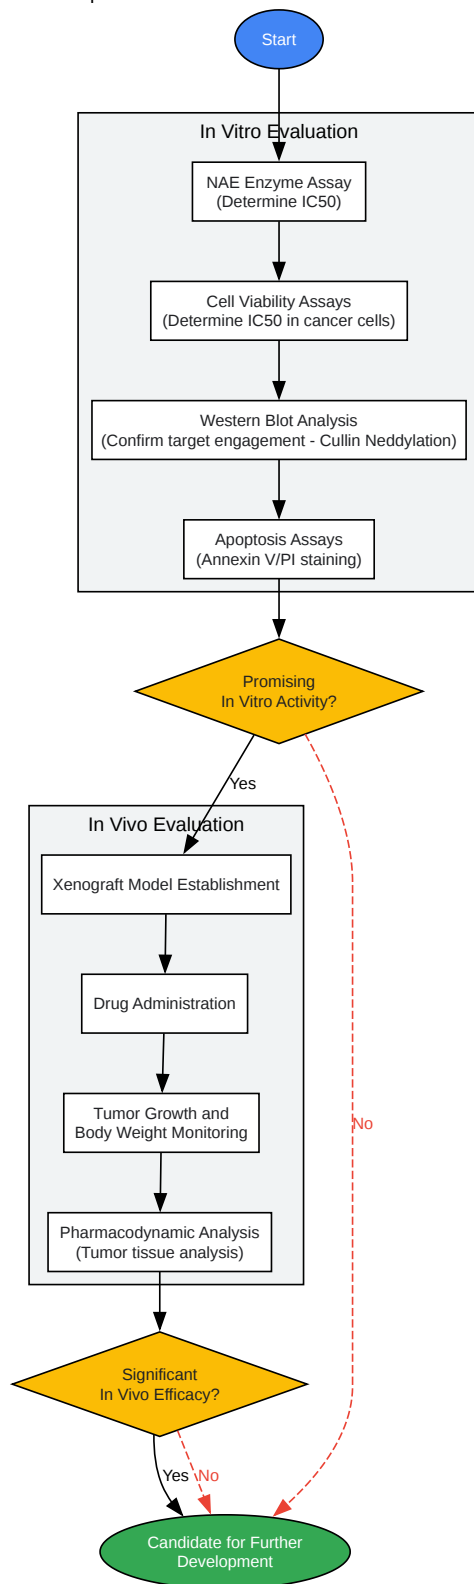 Start
In Vitro Evaluation
NAE Enzyme Assay
(Determine IC50)
Cell Viability Assays
(Determine IC50 in cancer cells)
Western Blot Analysis
(Confirm target engagement - Cullin Neddylation)
Apoptosis Assays
(Annexin V/PI staining)
Promising
In Vitro Activity?
Yes
In Vivo Evaluation
Xenograft Model Establishment
Drug Administration
Tumor Growth and
Body Weight Monitoring
No
Pharmacodynamic Analysis
(Tumor tissue analysis)
Significant
In Vivo Efficacy?
Yes
No
Candidate for Further
Development